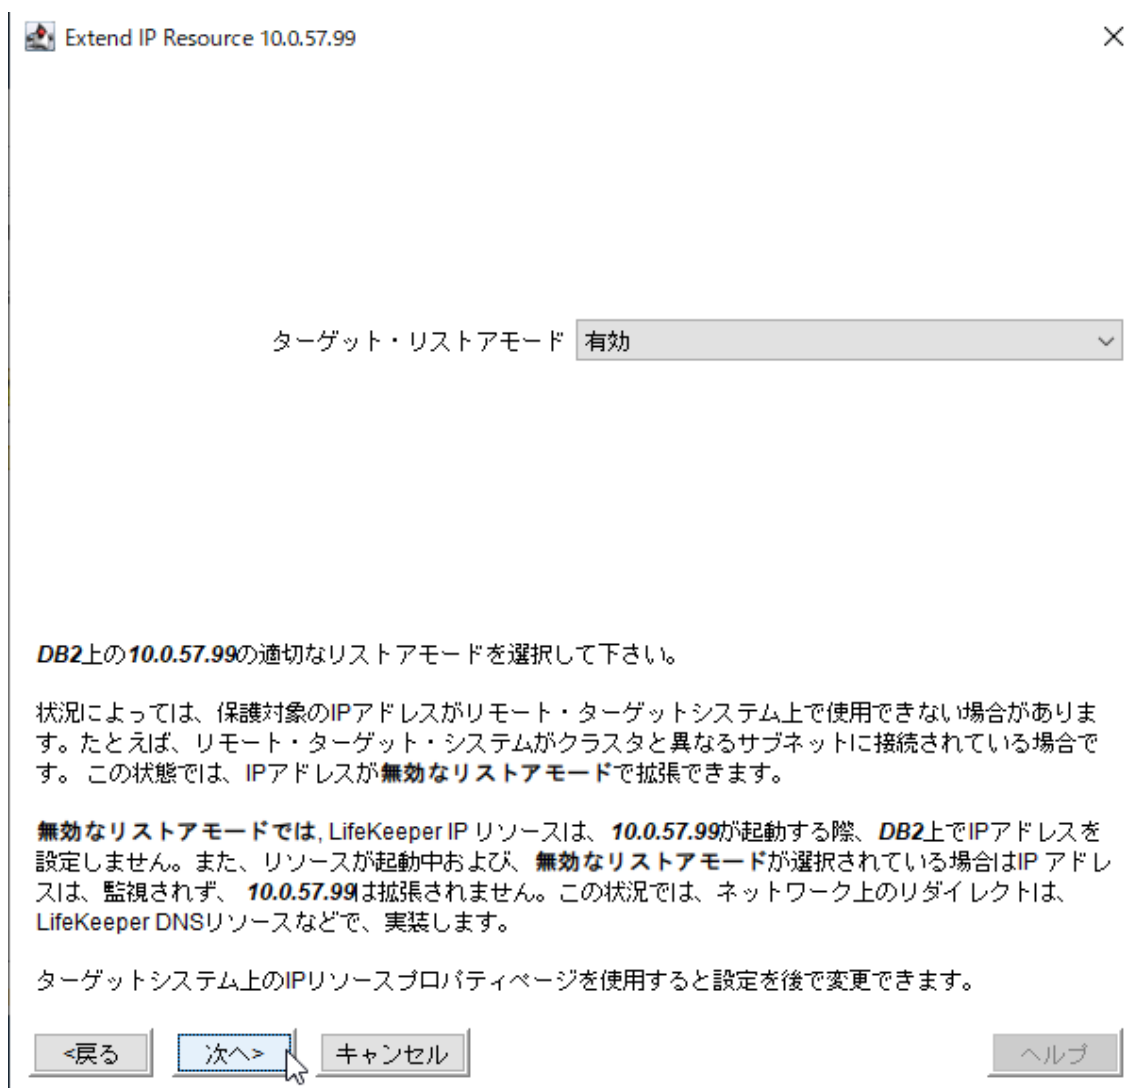 Extend IP Resource 10.0.57.99
ターゲット・リストアモード 有効
DB2上の10.0.57.99の適切なリストアモードを選択して下さい。
状況によっては、保護対象のIPアドレスがリモート・ターゲットシステム上で使用できない場合がありま
す。たとえば、リモート・ターゲット・システムがクラスタと異なるサブネットに接続されている場合で
す。 この状態では、IPアドレスが無効なリストアモードで拡張できます。
無効なリストアモードでは, LifeKeeper IP リソースは、 10.0.57.99が起動する際、 DB2上でIPアドレスを
設定しません。また、リソースが起動中および、 無効なリストアモードが選択されている場合はIP アドレ
スは、監視されず、 10.0.57.99は拡張されません。この状況では、ネットワーク上のリダイレクトは、
LifeKeeper DNSリソースなどで、実装します。
ターゲットシステム上のIPリソースプロパティページを使用すると設定を後で変更できます。
<戻る 次へ> キャンセル ヘルプ